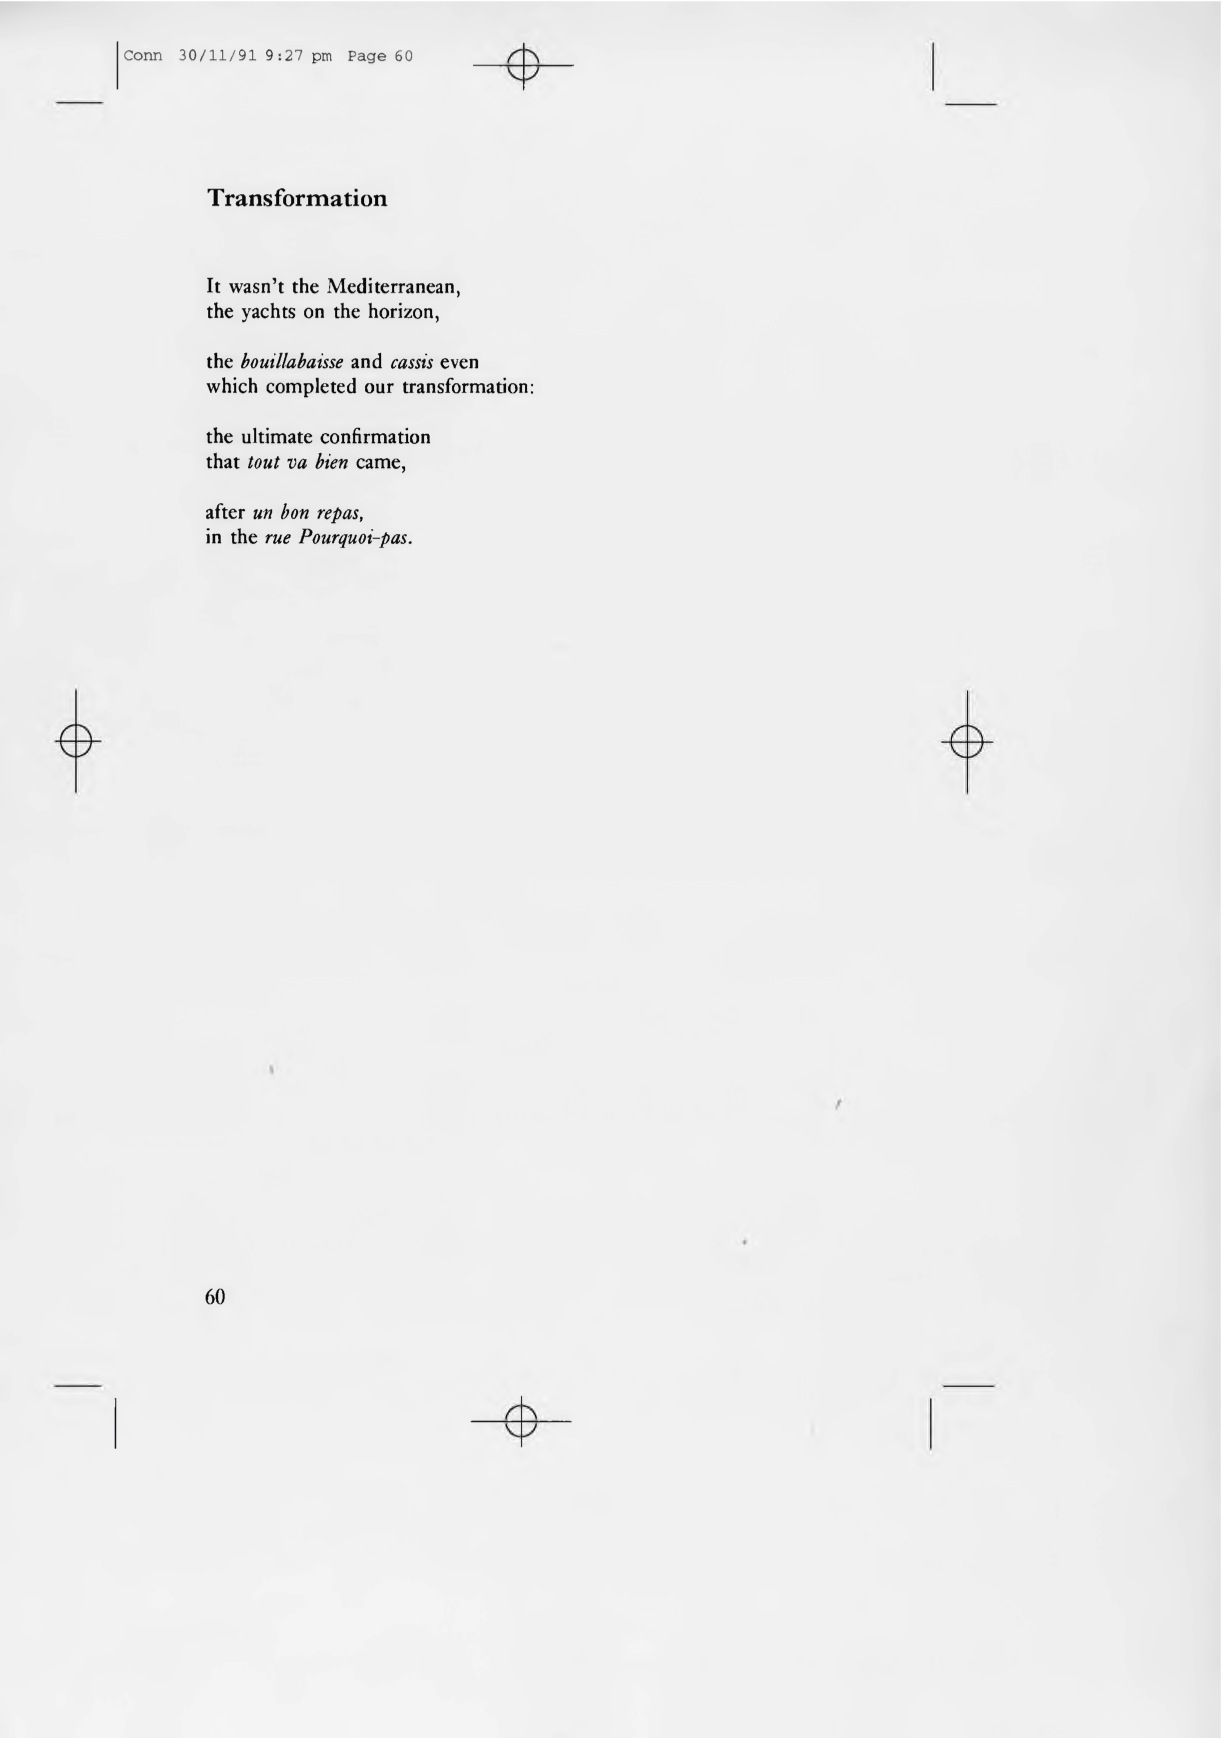 Conn 30/11/91 9:27 pm Page 60
Transformation
It wasn't the Mediterranean,
the yachts on the horizon,
the bouillabaisse and cassis even
which completed our transformation:
the ultimate confirmation
that tout va bien came,
after un bon repas,
in the rue Pourquoi-pas.
60